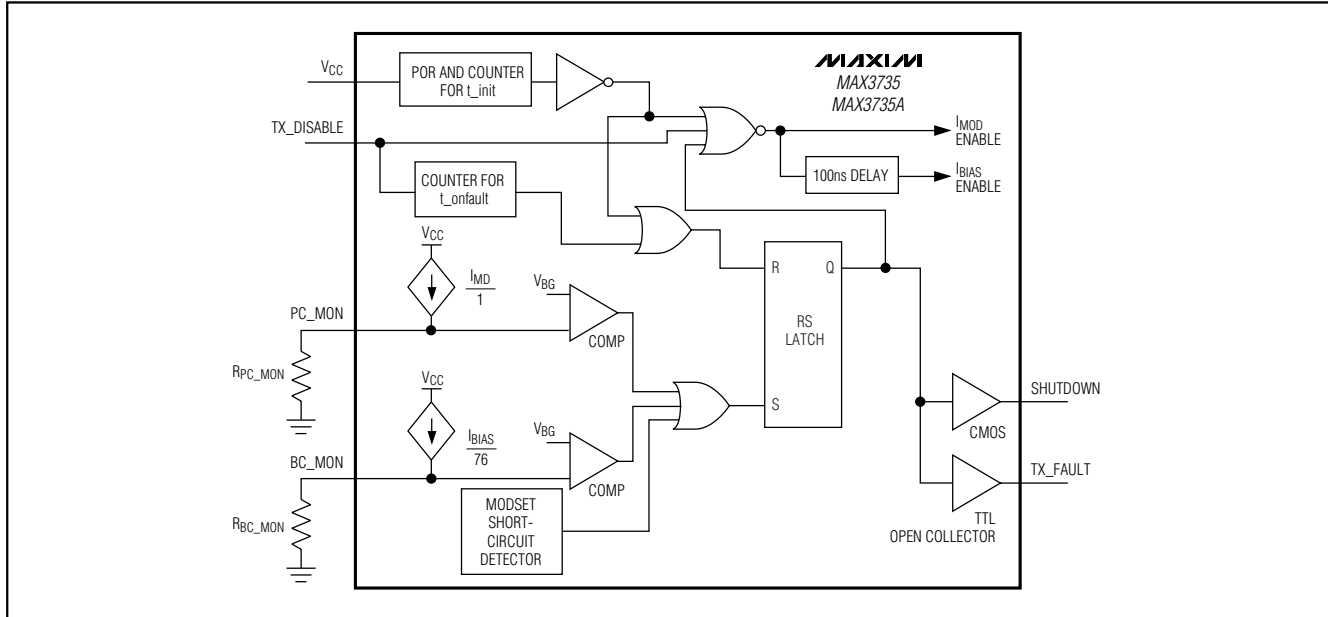 VCC
POR AND COUNTER
FOR t_init
MAXIM
MAX3735
MAX3735A
TX_DISABLE
IMOD
ENABLE
COUNTER FOR
t_onfault
100ns DELAY
IBIAS
ENABLE
VCC
IMD
1
PC_MON
VBG
COMP
R
Q
RS
LATCH
S
RPC_MON
VCC
IBIAS
76
BC_MON
VBG
COMP
RBC_MON
MODSET
SHORT-
CIRCUIT
DETECTOR
SHUTDOWN
CMOS
TX_FAULT
TTL
OPEN COLLECTOR